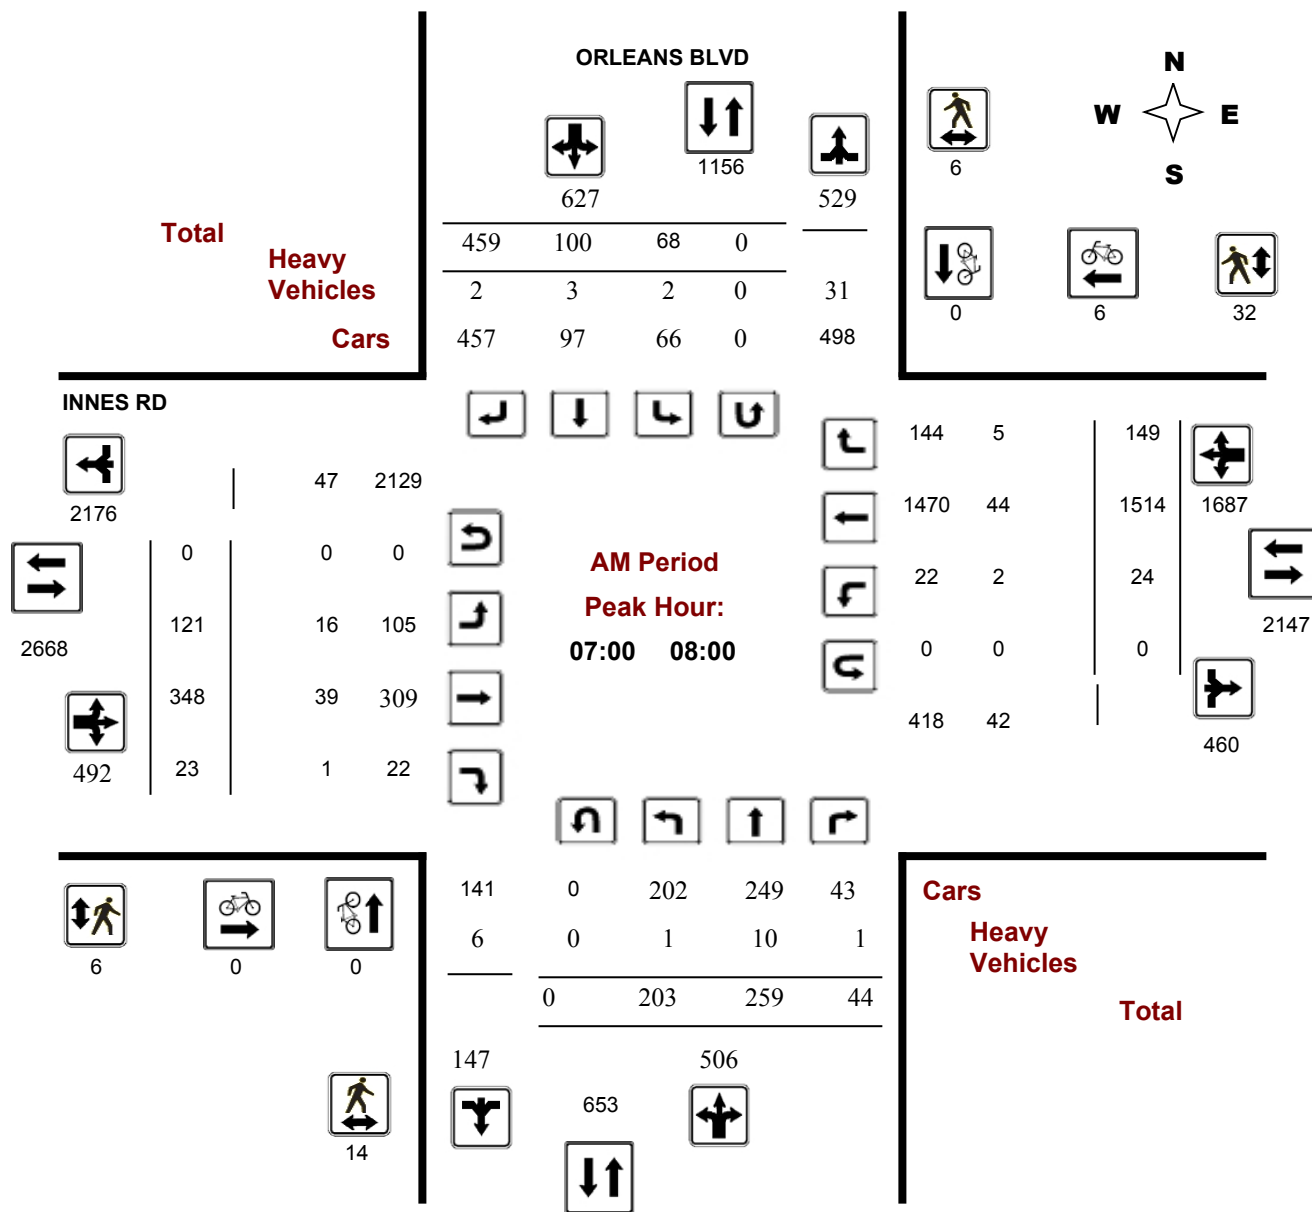 ORLEANS BLVD
N
W E
S
1156
6
627
529
Total
459 100 68 0
Heavy
Vehicles
2 3 2 0 31
0 6 32
Cars
457 97 66 0 498
INNES RD
144 5 149
47 2129
2176
1470 44 1514 1687
0 0 0
AM Period
22 2 24
Peak Hour:
121 16 105
2147
2668
07:00 08:00
0 0 0
348 39 309
418 42
460
492 23 1 22
141 0 202 249 43
Cars
6 0 1 10 1
Heavy
Vehicles
6 0 0
0 203 259 44
Total
147 506
653
14